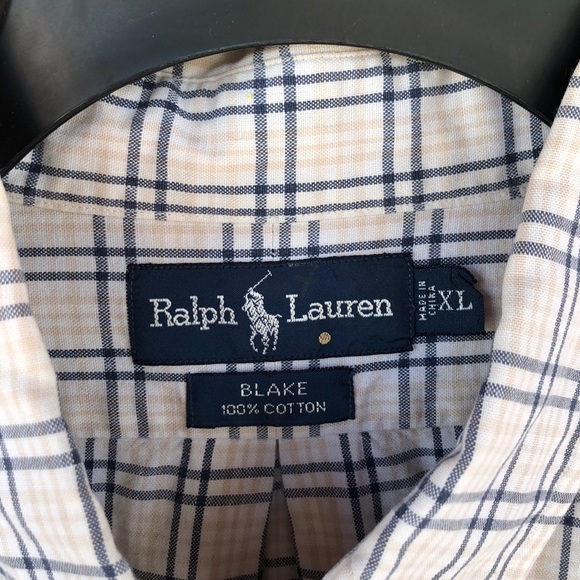 Ralph Lauren
MADE IN
CHINA
XL
BLAKE
100% COTTON